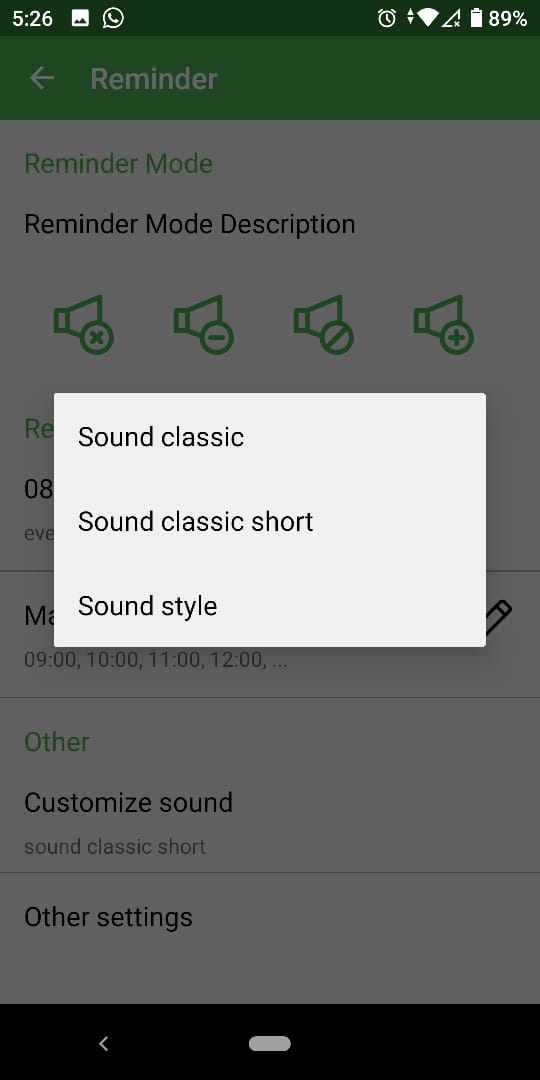 5:26
89%
Reminder
Reminder Mode
Reminder Mode Description
Sound classic
Sound classic short
Sound style
09:00, 10:00, 11:00, 12:00, ...
Other
Customize sound
sound classic short
Other settings